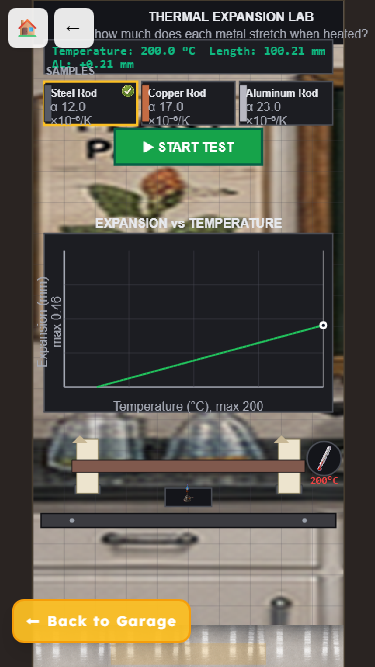 THERMAL EXPANSION LAB
how much does each metal stretch when heated?
Temperature: 200.0 °C Length: 100.21 mm
ΔL: +0.21 mm
SAMPLES
Steel Rod
α 12.0
×10⁻⁶/K
Copper Rod
α 17.0
×10⁻⁶/K
Aluminum Rod
α 23.0
×10⁻⁶/K
▶ START TEST
EXPANSION vs TEMPERATURE
Expansion (mm)
max 0.46
Temperature (°C), max 200
200°C
← Back to Garage